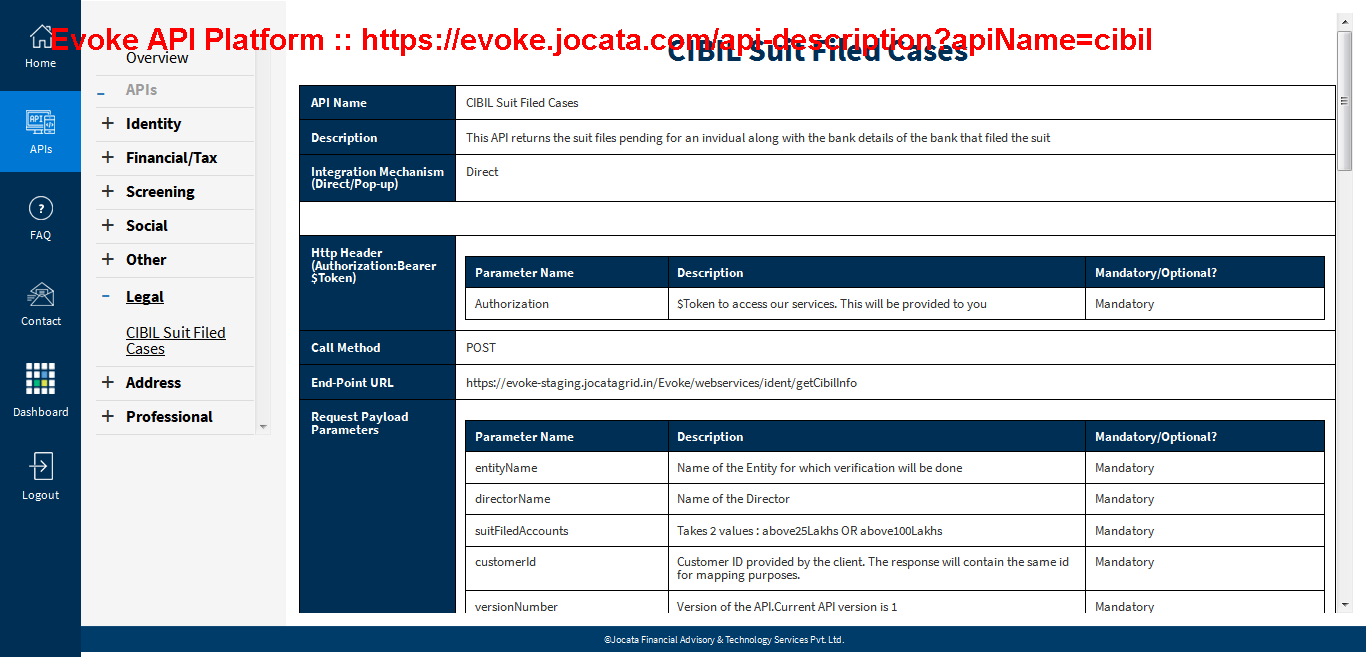 Evoke API Platform :: https://evoke.jocata.com/api-description?apiName=cibil
Home
API
APIs
FAQ
Contact
Dashboard
Logout
Overview
APIs
Identity
Financial/Tax
Screening
Social
Other
Legal
CIBIL Suit Filed
Cases
Address
Professional
CIBIL Suit Filed Cases
API Name
CIBIL Suit Filed Cases
Description
This API returns the suit files pending for an invidual along with the bank details of the bank that filed the suit
Integration Mechanism
(Direct/Pop-up)
Direct
Http Header
(Authorization:Bearer
$Token)
Parameter Name Description Mandatory/Optional?
Authorization $Token to access our services. This will be provided to you Mandatory
Call Method
POST
End-Point URL
https://evoke-staging.jocatagrid.in/Evoke/webservices/ident/getCibilInfo
Request Payload
Parameters
Parameter Name Description Mandatory/Optional?
entityName Name of the Entity for which verification will be done Mandatory
directorName Name of the Director Mandatory
suitFiledAccounts Takes 2 values : above25Lakhs OR above100Lakhs Mandatory
customerId Customer ID provided by the client. The response will contain the same id Mandatory
for mapping purposes.
versionNumber Version of the API.Current API version is 1 Mandatory
©Jocata Financial Advisory & Technology Services Pvt. Ltd.